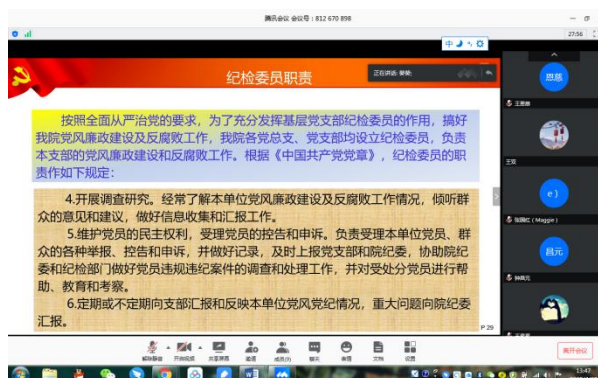 腾讯会议 会议号：812 670 898
27:56
中
纪检委员职责
正在讲话:
按照全面从严治党的要求，为了充分发挥基层党支部纪检委员的作用，搞好
我院党风廉政建设及反腐败工作，我院各党总支、党支部均设立纪检委员，负责
本支部的党风廉政建设和反腐败工作。根据《中国共产党党章》，纪检委员的职
责作如下规定：
4.开展调查研究。经常了解本单位党风廉政建设及反腐败工作情况，倾听群
众的意见和建议，做好信息收集和汇报工作。
5.维护党员的民主权利，受理党员的控告和申诉。负责受理本单位党员、群
众的各种举报、控告和申诉，并做好记录，及时上报党支部和院纪委，协助院纪
委和纪检部门做好党员违规违纪案件的调查和处理工作，并对受处分党员进行帮
助、教育和考察。
6.定期或不定期向支部汇报和反映本单位党风党纪情况，重大问题向院纪委
汇报。
P 29
恩慈
王双
e）
张国红（Maggie）
昌元
解除静音
开启视频
共享屏幕
邀请
成员(9)
聊天
表情
文档
设置
离开会议
13:47